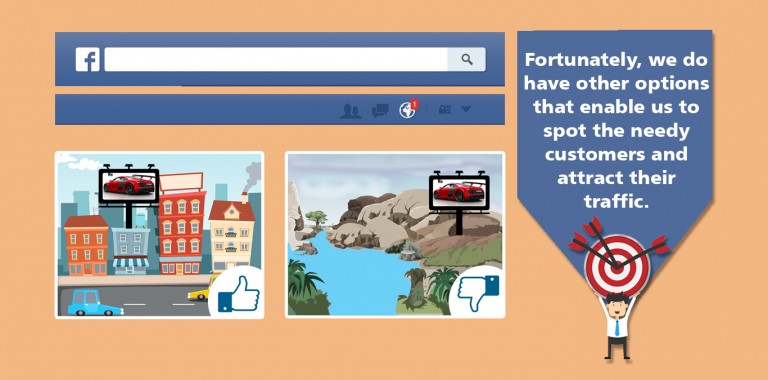 f
1
Fortunately, we do
have other options
that enable us to
spot the needy
customers and
attract their
traffic.